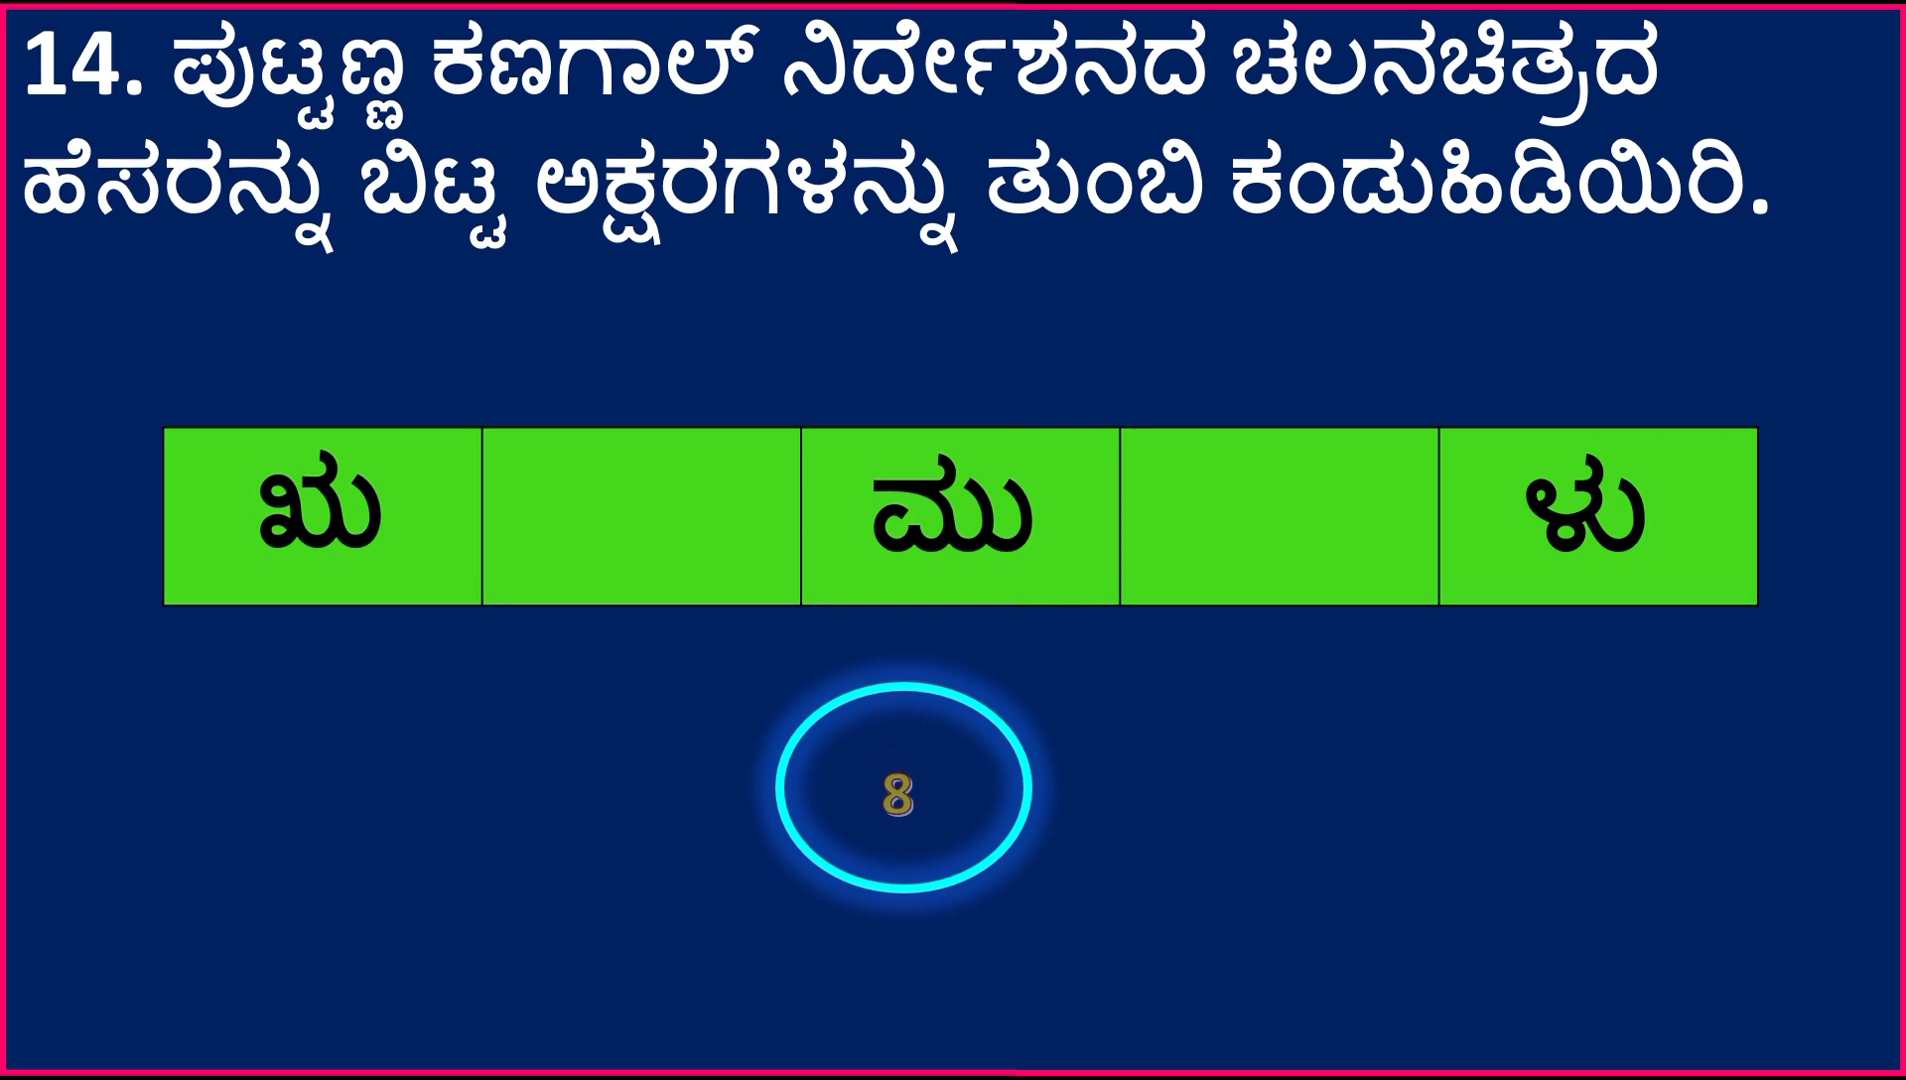 14. ಪುಟ್ಟಣ್ಣ ಕಣಗಾಲ್ ನಿರ್ದೇಶನದ ಚಲನಚಿತ್ರದ
ಹೆಸರನ್ನು ಬಿಟ್ಟ ಅಕ್ಷರಗಳನ್ನು ತುಂಬಿ ಕಂಡುಹಿಡಿಯಿರಿ.
ಋ ಮು ಳು
8